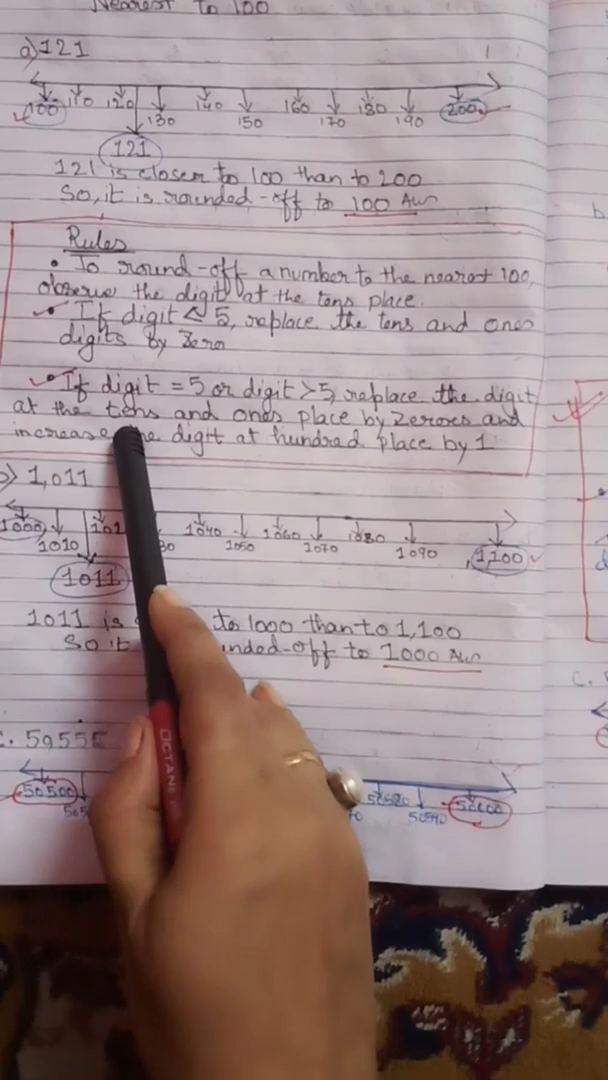 Nearest to 100
a) 121
100 110 120 130 140 150 160 170 180 190 200
121
121 is closer to 100 than to 200
So, it is rounded-off to 100 Ans
Rules
• To round-off a number to the nearest 100,
observe the digit at the tens place.
• If digit < 5, replace the tens and ones
digits by Zero
• If digit = 5 or digit > 5, replace the digit
at the tens and ones place by Zeroes and
increase the digit at hundred place by 1
b) 1,011
1000 1010 1040 1050 1060 1070 1080 1090 1,100
1011
1011 is to 1000 than to 1,100
So it nded-off to 1000 Ans
c. 59555
50500 50590
OCTANE